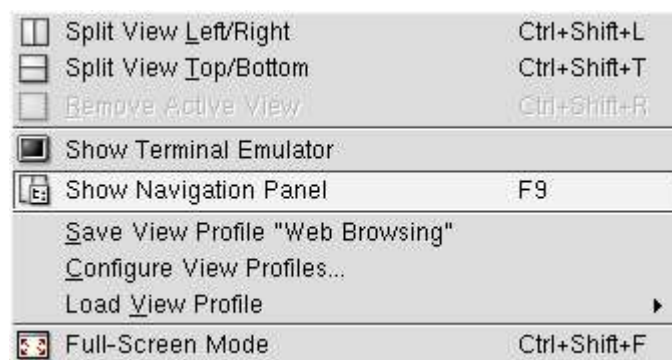 Split View Left/Right Ctrl+Shift+L
Split View Top/Bottom Ctrl+Shift+T
Remove Active View Ctrl+Shift+R
Show Terminal Emulator
Show Navigation Panel F9
Save View Profile "Web Browsing"
Configure View Profiles...
Load View Profile
Full-Screen Mode Ctrl+Shift+F